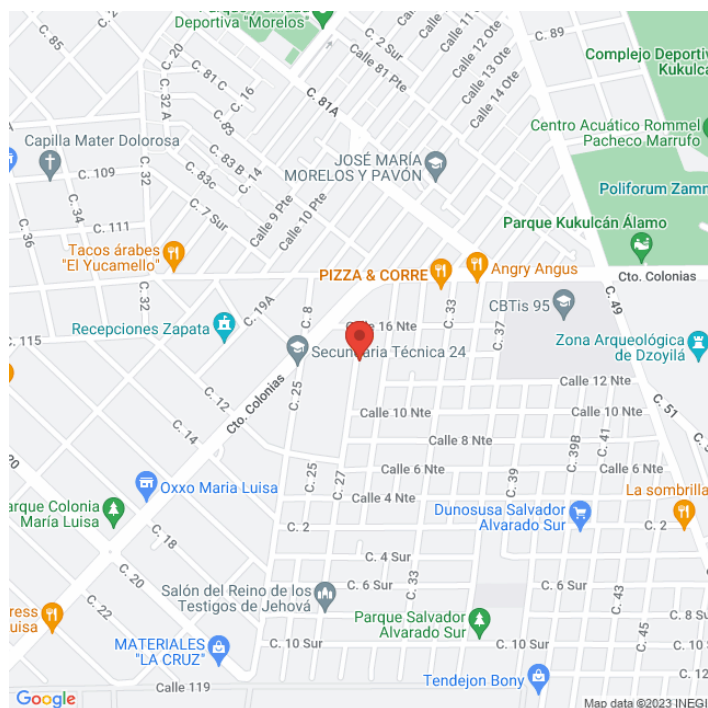 Deportiva "Morelos"
C. 20
C. 85
C. 2 Sur
Calle 11
Calle 12 Ote
C. 89
Calle 13 Ote
Complejo Deporti
Kukulcán
C. 81 C
C. 16
Calle 81 Pte
Calle 14 Ote
C. 32 A
C. 81A
C. 83
Centro Acuático Rommel
Pacheco Marrufo
Capilla Mater Dolorosa
C. 32
C. 83 B
C. 14
JOSÉ MARÍA
MORELOS Y PAVÓN
C. 109
C. 83c
Poliforum Zamn
C. 34
C. 7 Sur
Calle 9 Pte
Calle 10 Pte
C. 111
C. 36
Parque Kukulcán Álamo
Tacos árabes
"El Yucamello"
PIZZA & CORRE
Angry Angus
Cto. Colonias
C. 32
C. 19A
C. 8
C. 33
CBTis 95
C. 49
C. 115
Recepciones Zapata
Calle 16 Nte
C. 37
Secundaria Técnica 24
Zona Arqueológica
de Dzoyilá
Cto. Colonias
C. 25
Calle 12 Nte
C. 12
C. 51
Calle 10 Nte
C. 14
Calle 8 Nte
C. 39B
C. 41
C. 25
C. 27
Calle 6 Nte
C. 39
Calle 6 Nte
Oxxo Maria Luisa
Calle 4 Nte
La sombrilla
arque Colonia
María Luisa
Dunosusa Salvador
Alvarado Sur
C. 2
C. 2
C. 18
C. 4 Sur
C. 20
C. 33
C. 6 Sur
C. 6 Sur
C. 43
C. 22
Salón del Reino de los
Testigos de Jehová
ress
uisa
Parque Salvador
Alvarado Sur
C. 8 S
C. 45
MATERIALES
"LA CRUZ"
C. 10 Sur
C. 10 Sur
C. 12
Calle 119
Tendejon Bony
Google
Map data ©2023 INEGI